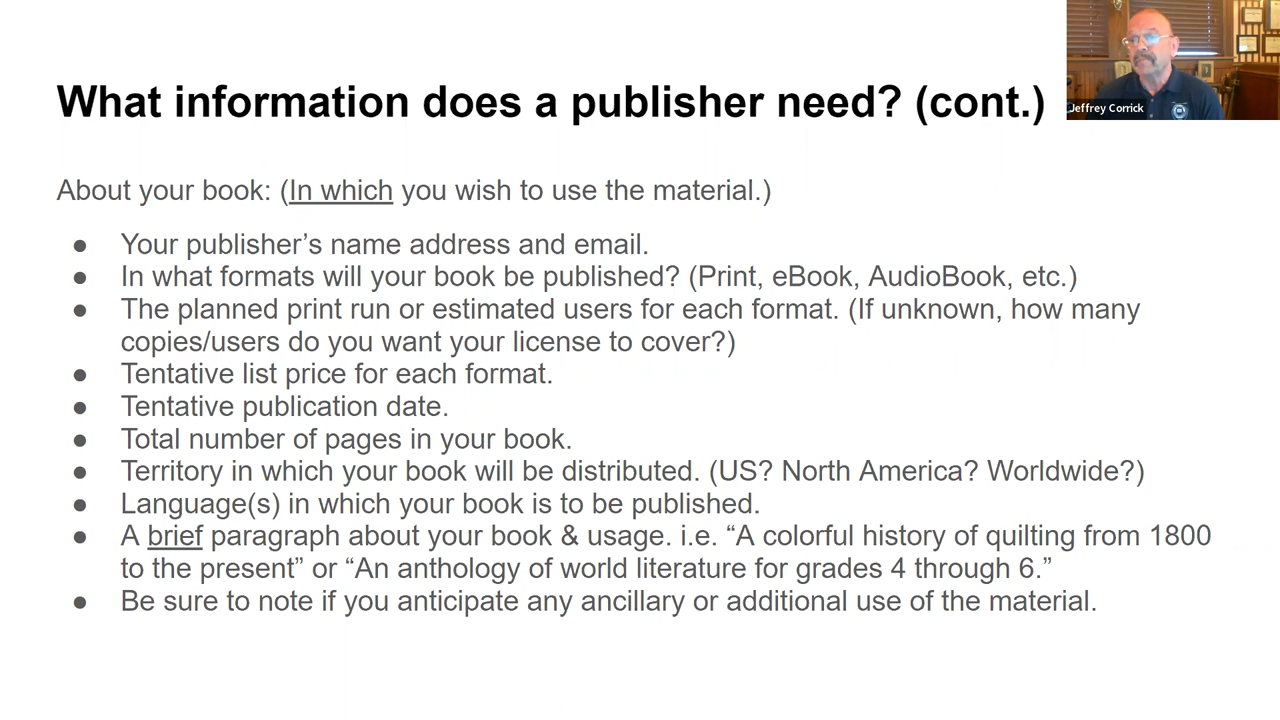 What information does a publisher need? (cont.)
Jeffrey Corrick
About your book: (In which you wish to use the material.)
● Your publisher’s name address and email.
● In what formats will your book be published? (Print, eBook, AudioBook, etc.)
● The planned print run or estimated users for each format. (If unknown, how many
copies/users do you want your license to cover?)
● Tentative list price for each format.
● Tentative publication date.
● Total number of pages in your book.
● Territory in which your book will be distributed. (US? North America? Worldwide?)
● Language(s) in which your book is to be published.
● A brief paragraph about your book & usage. i.e. “A colorful history of quilting from 1800
to the present” or “An anthology of world literature for grades 4 through 6.”
● Be sure to note if you anticipate any ancillary or additional use of the material.